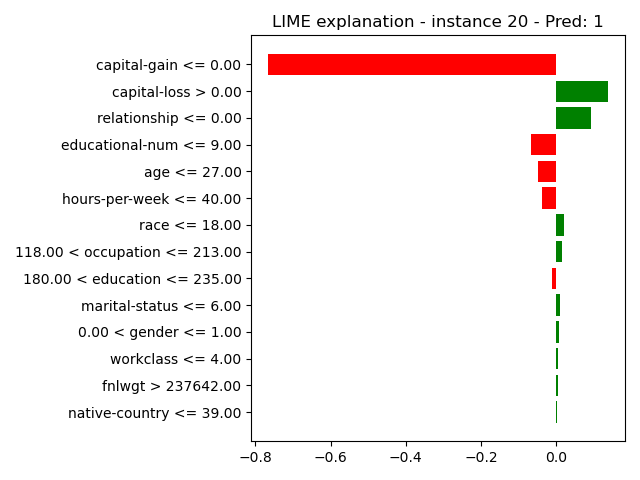 LIME explanation - instance 20 - Pred: 1
capital-gain <= 0.00
capital-loss > 0.00
relationship <= 0.00
educational-num <= 9.00
age <= 27.00
hours-per-week <= 40.00
race <= 18.00
118.00 < occupation <= 213.00
180.00 < education <= 235.00
marital-status <= 6.00
0.00 < gender <= 1.00
workclass <= 4.00
fnlwgt > 237642.00
native-country <= 39.00
−0.8 −0.6 −0.4 −0.2 0.0